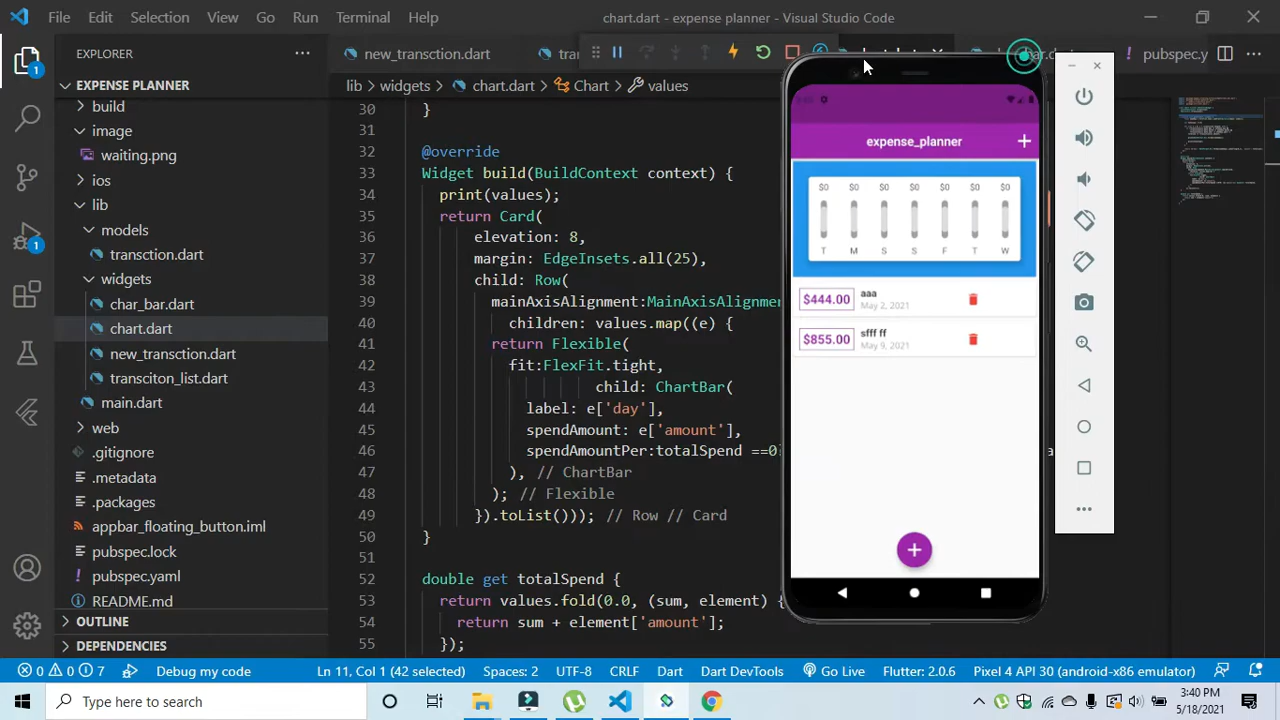 File Edit Selection View Go Run Terminal Help
chart.dart - expense planner - Visual Studio Code
EXPLORER
new_transction.dart
pubspec.y
EXPENSE PLANNER
lib > widgets > chart.dart > Chart > values
build
image
waiting.png
ios
lib
models
transction.dart
widgets
char_bar.dart
chart.dart
new_transction.dart
transciton_list.dart
main.dart
web
.gitignore
.metadata
.packages
appbar_floating_button.iml
pubspec.lock
pubspec.yaml
README.md
OUTLINE
DEPENDENCIES
30 }
31
32 @override
33 Widget build(BuildContext context) {
34 print(values);
35 return Card(
36 elevation: 8,
37 margin: EdgeInsets.all(25),
38 child: Row(
39 mainAxisAlignment:MainAxisAlignmen
40 children: values.map((e) {
41 return Flexible(
42 fit:FlexFit.tight,
43 child: ChartBar(
44 label: e['day'],
45 spendAmount: e['amount'],
46 spendAmountPer:totalSpend ==0
47 ), // ChartBar
48 ); // Flexible
49 }).toList())); // Row // Card
50 }
51
52 double get totalSpend {
53 return values.fold(0.0, (sum, element) {
54 return sum + element['amount'];
55 });
expense_planner
$0 $0 $0 $0 $0 $0 $0
T M S S F T W
$444.00
aaa
May 2, 2021
$855.00
sfff ff
May 9, 2021
0 0 7 Debug my code Ln 11, Col 1 (42 selected) Spaces: 2 UTF-8 CRLF Dart Dart DevTools Go Live Flutter: 2.0.6 Pixel 4 API 30 (android-x86 emulator)
Type here to search
3:40 PM
5/18/2021